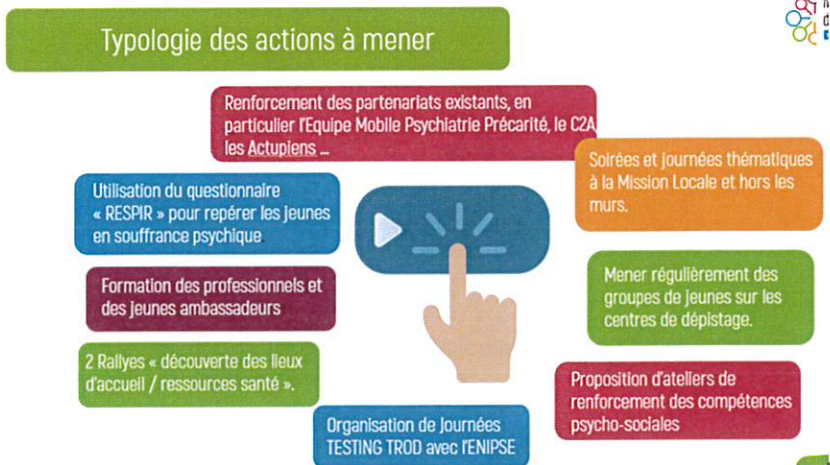 Typologie des actions à mener
Renforcement des partenariats existants, en
particulier l'Equipe Mobile Psychiatrie Précarité, le C2A,
les Actupiens ...
Soirées et journées thématiques
à la Mission Locale et hors les
murs.
Utilisation du questionnaire
« RESPIR » pour repérer les jeunes
en souffrance psychique
Mener régulièrement des
groupes de jeunes sur les
centres de dépistage.
Formation des professionnels et
des jeunes ambassadeurs
2 Rallyes « découverte des lieux
d'accueil / ressources santé ».
Proposition d'ateliers de
renforcement des compétences
psycho-sociales
Organisation de Journées
TESTING TROD avec l'ENIPSE